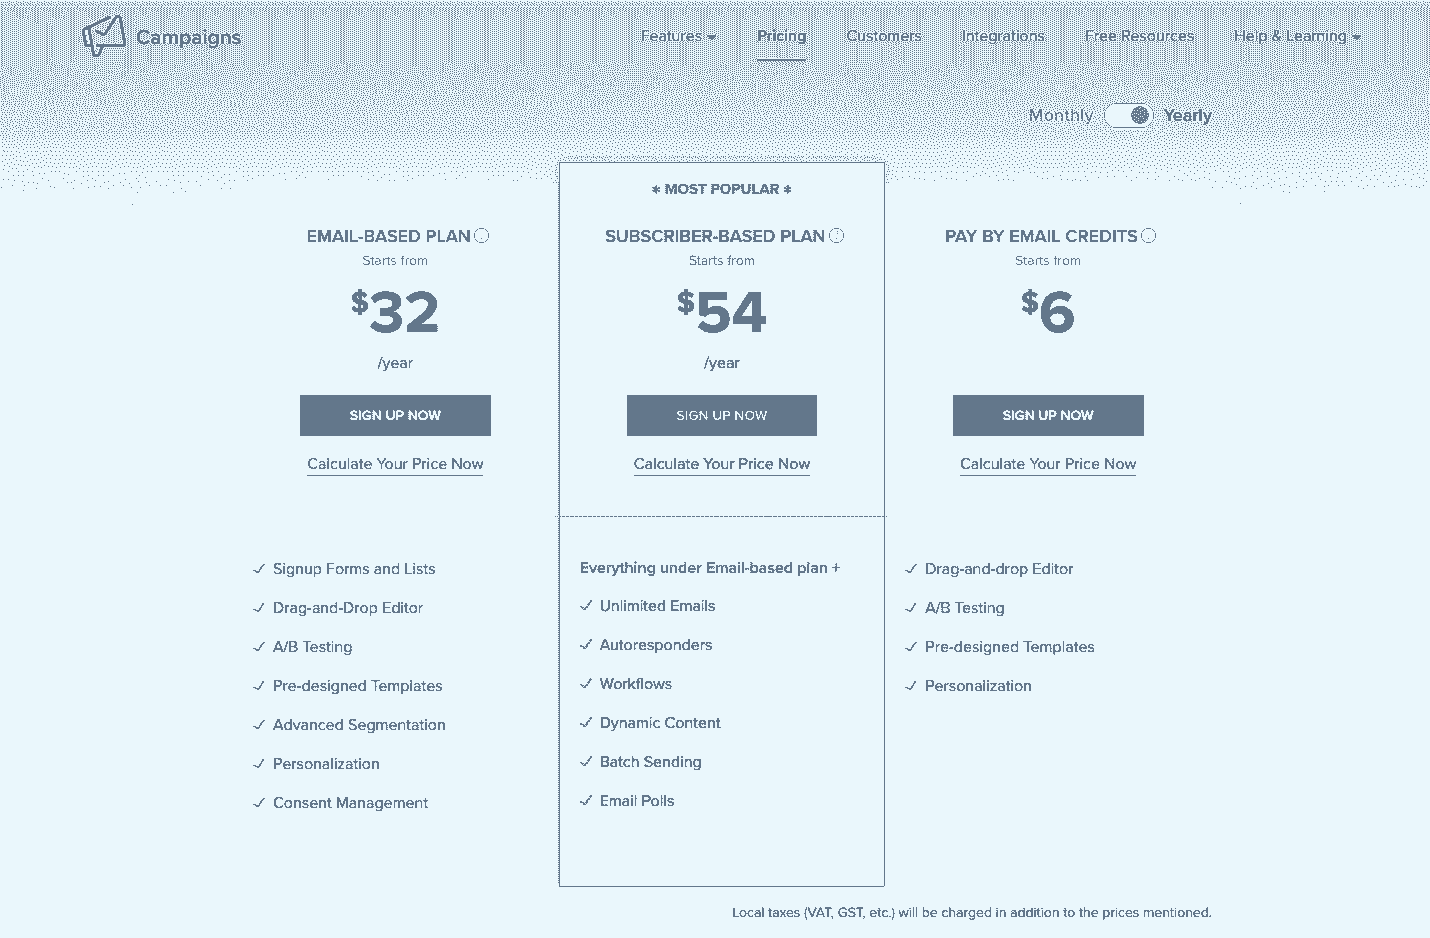 Campaigns
Features Pricing Customers Integrations Free Resources Help & Learning
Monthly Yearly
* MOST POPULAR *
EMAIL-BASED PLAN
Starts from
$32
/year
SIGN UP NOW
Calculate Your Price Now
Signup Forms and Lists
Drag-and-Drop Editor
A/B Testing
Pre-designed Templates
Advanced Segmentation
Personalization
Consent Management
SUBSCRIBER-BASED PLAN
Starts from
$54
/year
SIGN UP NOW
Calculate Your Price Now
Everything under Email-based plan +
Unlimited Emails
Autoresponders
Workflows
Dynamic Content
Batch Sending
Email Polls
PAY BY EMAIL CREDITS
Starts from
$6
SIGN UP NOW
Calculate Your Price Now
Drag-and-drop Editor
A/B Testing
Pre-designed Templates
Personalization
Local taxes (VAT, GST, etc.) will be charged in addition to the prices mentioned.